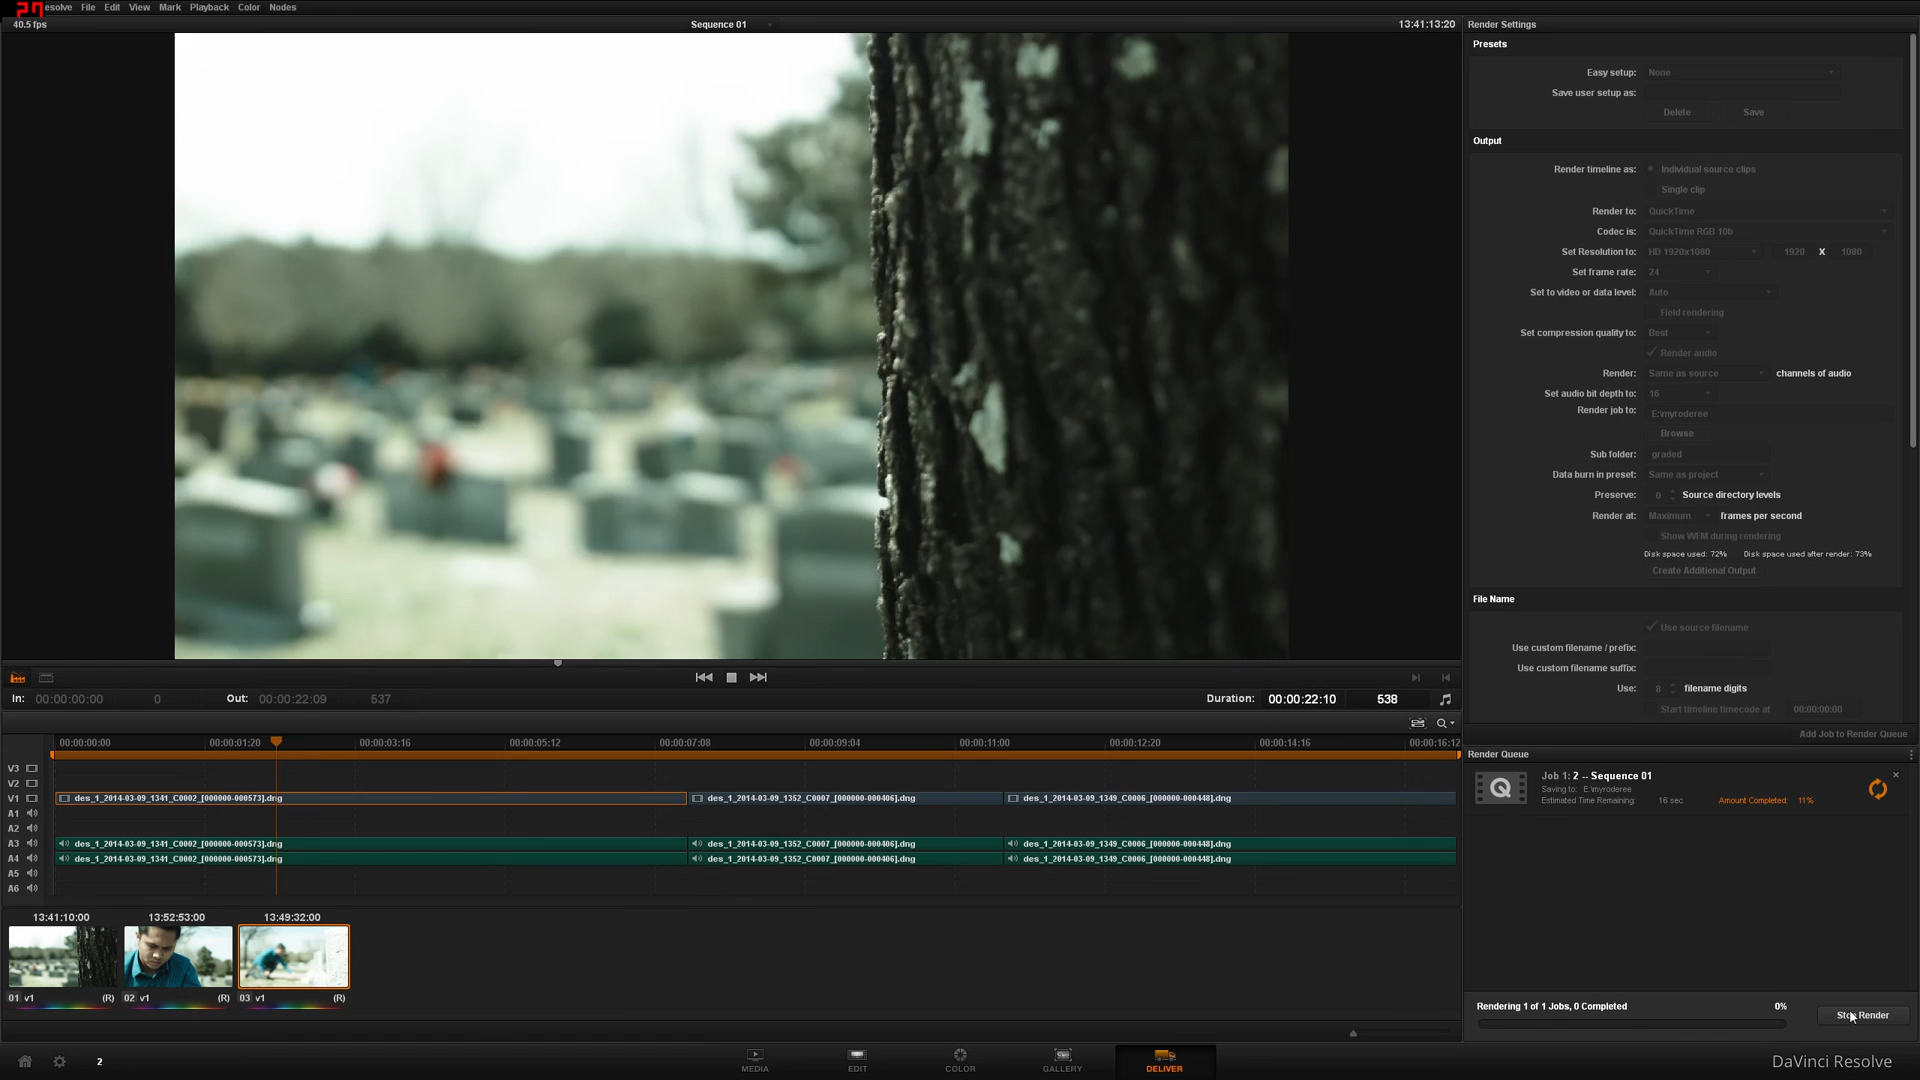 esolve File Edit View Mark Playback Color Nodes
40.5 fps
Sequence 01
13:41:13:20
Render Settings
Presets
Easy setup: None
Save user setup as:
Delete Save
Output
Render timeline as: Individual source clips
Single clip
Render to: QuickTime
Codec is: QuickTime RGB 10b
Set Resolution to: HD 1920x1080 1920 X 1080
Set frame rate: 24
Set to video or data level: Auto
Field rendering
Set compression quality to: Best
Render audio
Render: Same as source channels of audio
Set audio bit depth to: 16
Render job to: E:\myroderee
Browse
Sub folder: graded
Data burn in preset: Same as project
Preserve: 0 Source directory levels
Render at: Maximum frames per second
Show WFM during rendering
Disk space used: 72% Disk space used after render: 73%
Create Additional Output
File Name
Use source filename
Use custom filename / prefix:
Use custom filename suffix:
Use: 8 filename digits
Start timeline timecode at 00:00:00:00
Add Job to Render Queue
In: 00:00:00:00 0 Out: 00:00:22:09 537
Duration: 00:00:22:10 538
00:00:00:00 00:00:01:20 00:00:03:16 00:00:05:12 00:00:07:08 00:00:09:04 00:00:11:00 00:00:12:20 00:00:14:16 00:00:16:12
V3
V2
V1 des_1_2014-03-09_1341_C0002_[000000-000573].dng des_1_2014-03-09_1352_C0007_[000000-000406].dng des_1_2014-03-09_1349_C0006_[000000-000448].dng
A1
A2
A3 des_1_2014-03-09_1341_C0002_[000000-000573].dng des_1_2014-03-09_1352_C0007_[000000-000406].dng des_1_2014-03-09_1349_C0006_[000000-000448].dng
A4 des_1_2014-03-09_1341_C0002_[000000-000573].dng des_1_2014-03-09_1352_C0007_[000000-000406].dng des_1_2014-03-09_1349_C0006_[000000-000448].dng
A5
A6
Render Queue
Job 1: 2 -- Sequence 01
Saving to: E:\myroderee
Estimated Time Remaining: 16 sec Amount Completed: 11%
13:41:10:00 13:52:53:00 13:49:32:00
01 v1 (R) 02 v1 (R) 03 v1 (R)
Rendering 1 of 1 Jobs, 0 Completed 0%
Render
2
MEDIA EDIT COLOR GALLERY DELIVER
DaVinci Resolve